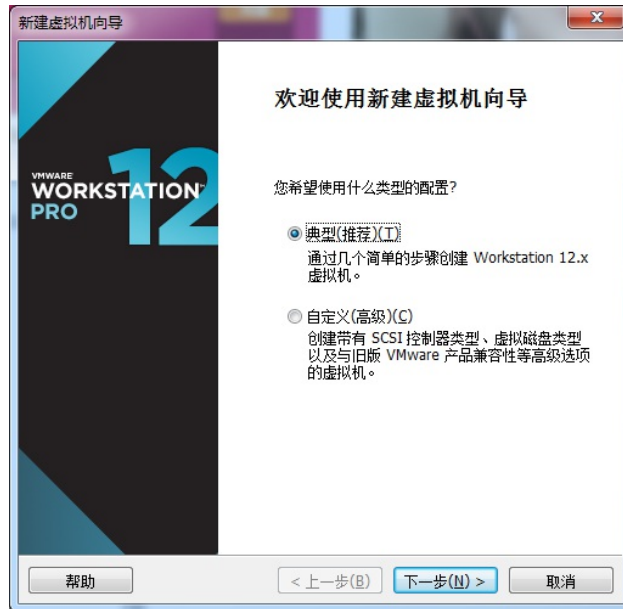 新建虚拟机向导
欢迎使用新建虚拟机向导
VMWARE
WORKSTATION™
PRO
12
您希望使用什么类型的配置?
典型(推荐)(T)
通过几个简单的步骤创建 Workstation 12.x
虚拟机。
自定义(高级)(C)
创建带有 SCSI 控制器类型、虚拟磁盘类型
以及与旧版 VMware 产品兼容性等高级选项
的虚拟机。
帮助
< 上一步(B)
下一步(N) >
取消